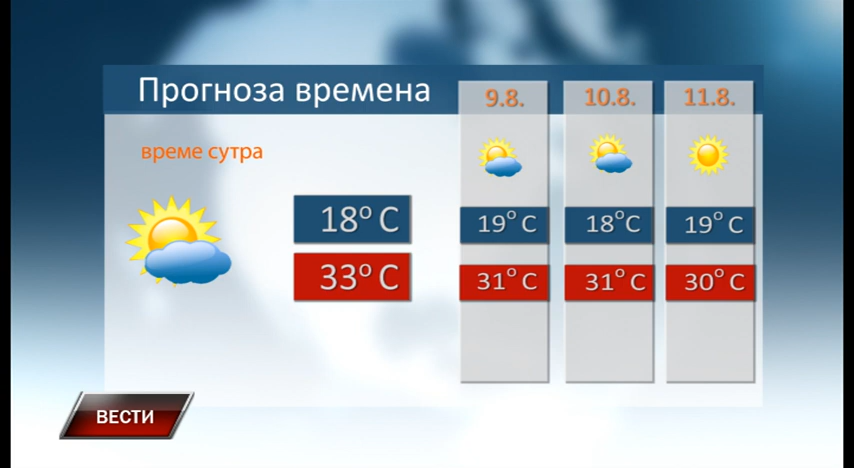 Прогноза времена
време сутра
18° C
33° C
9.8.
19° C
31° C
10.8.
18°C
31° C
11.8.
19° C
30° C
ВЕСТИ